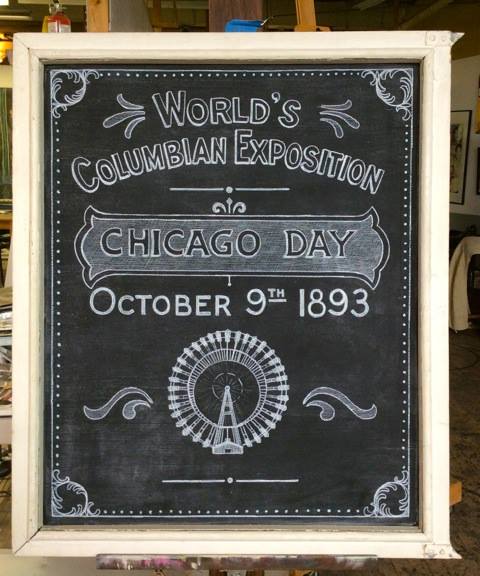 WORLD'S
COLUMBIAN EXPOSITION
CHICAGO DAY
OCTOBER 9TH 1893